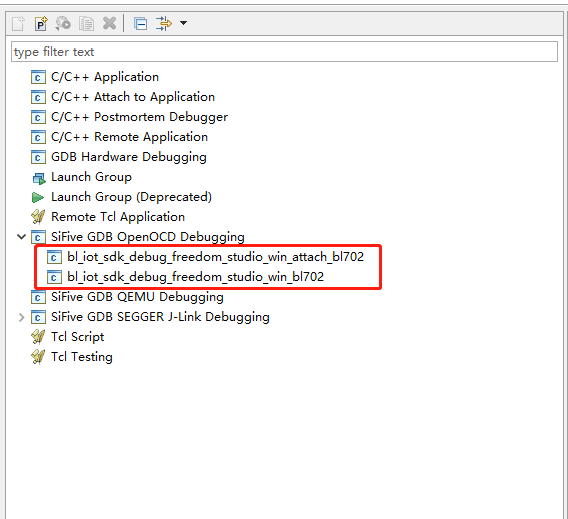 type filter text
C/C++ Application
C/C++ Attach to Application
C/C++ Postmortem Debugger
C/C++ Remote Application
GDB Hardware Debugging
Launch Group
Launch Group (Deprecated)
Remote Tcl Application
SiFive GDB OpenOCD Debugging
bl_iot_sdk_debug_freedom_studio_win_attach_bl702
bl_iot_sdk_debug_freedom_studio_win_bl702
SiFive GDB QEMU Debugging
SiFive GDB SEGGER J-Link Debugging
Tcl Script
Tcl Testing